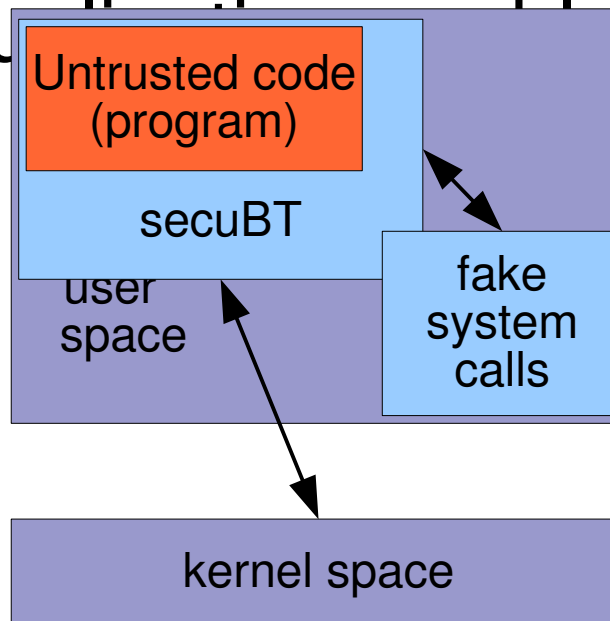 Untrusted code
(program)
secuBT
user
space
fake
system
calls
kernel space